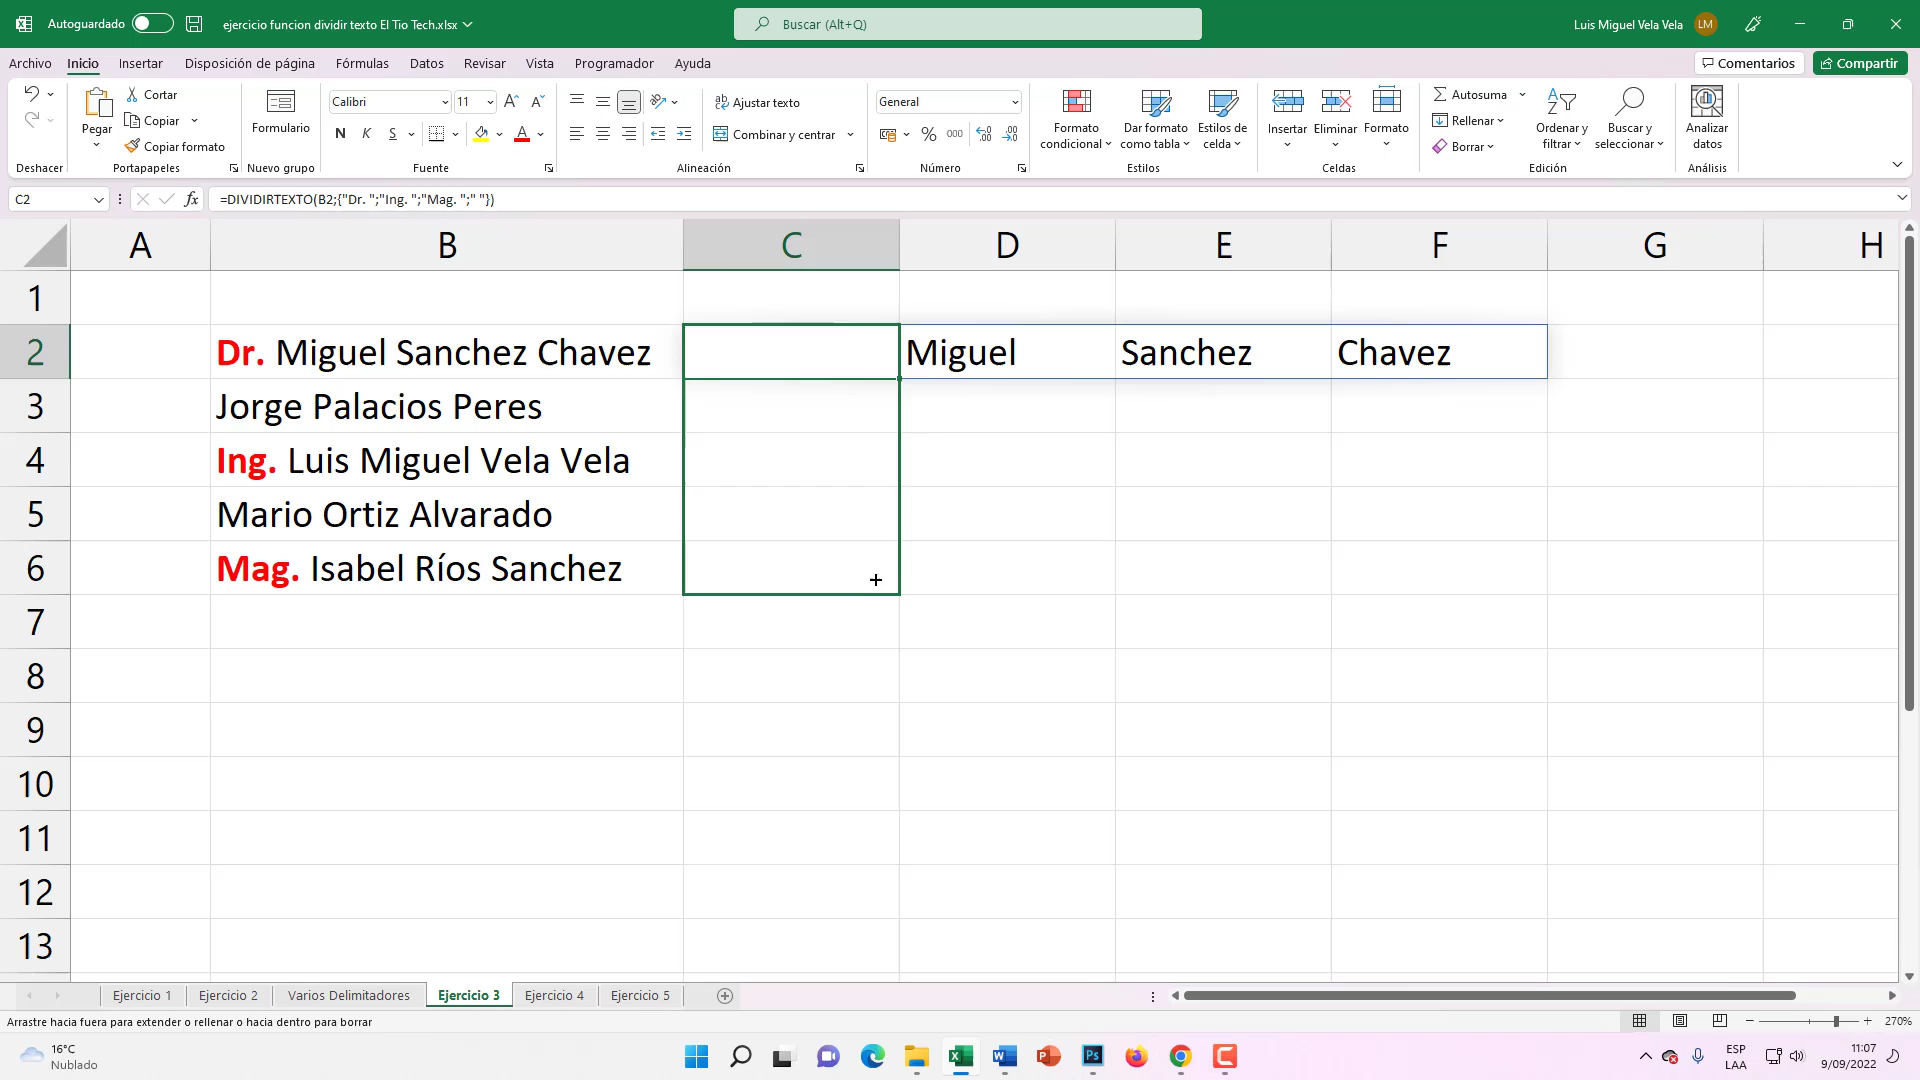 Autoguardado
ejercicio funcion dividir texto El Tio Tech.xlsx
Buscar (Alt+Q)
Luis Miguel Vela Vela
LM
Archivo Inicio Insertar Disposición de página Fórmulas Datos Revisar Vista Programador Ayuda
Comentarios
Compartir
Pegar
Cortar
Copiar
Copiar formato
Formulario
Calibri
11
N K S
Ajustar texto
Combinar y centrar
General
% 000
Formato condicional
Dar formato como tabla
Estilos de celda
Insertar
Eliminar
Formato
Autosuma
Rellenar
Borrar
Ordenar y filtrar
Buscar y seleccionar
Analizar datos
Deshacer Portapapeles Nuevo grupo Fuente Alineación Número Estilos Celdas Edición Análisis
C2
fx =DIVIDIRTEXTO(B2;{"Dr. ";"Ing. ";"Mag. ";" "})
A B C D E F G H
1
2 Dr. Miguel Sanchez Chavez Miguel Sanchez Chavez
3 Jorge Palacios Peres
4 Ing. Luis Miguel Vela Vela
5 Mario Ortiz Alvarado
6 Mag. Isabel Ríos Sanchez
7
8
9
10
11
12
13
Ejercicio 1 Ejercicio 2 Varios Delimitadores Ejercicio 3 Ejercicio 4 Ejercicio 5
Arrastre hacia fuera para extender o rellenar o hacia dentro para borrar
270%
16°C
Nublado
ESP
LAA
11:07
9/09/2022